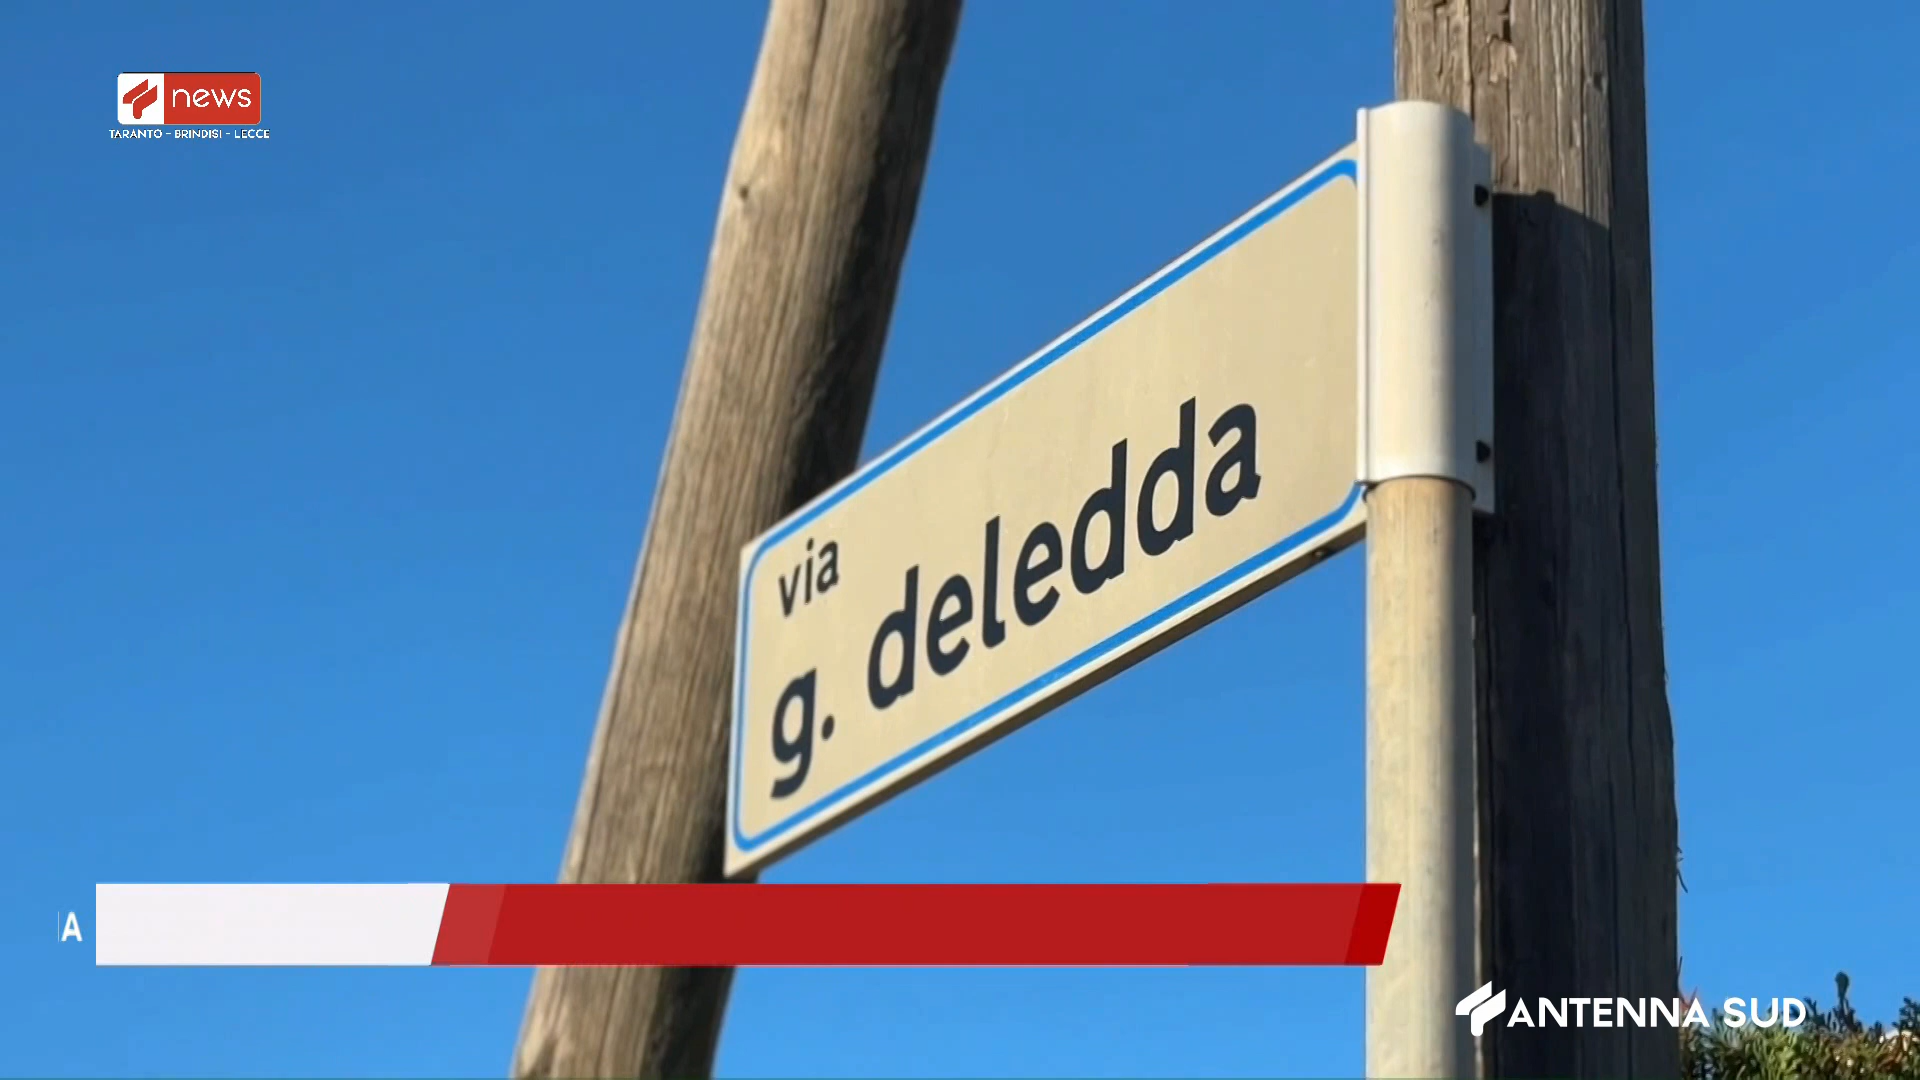 news
TARANTO - BRINDISI - LECCE
via
g. deledda
A
ANTENNA SUD